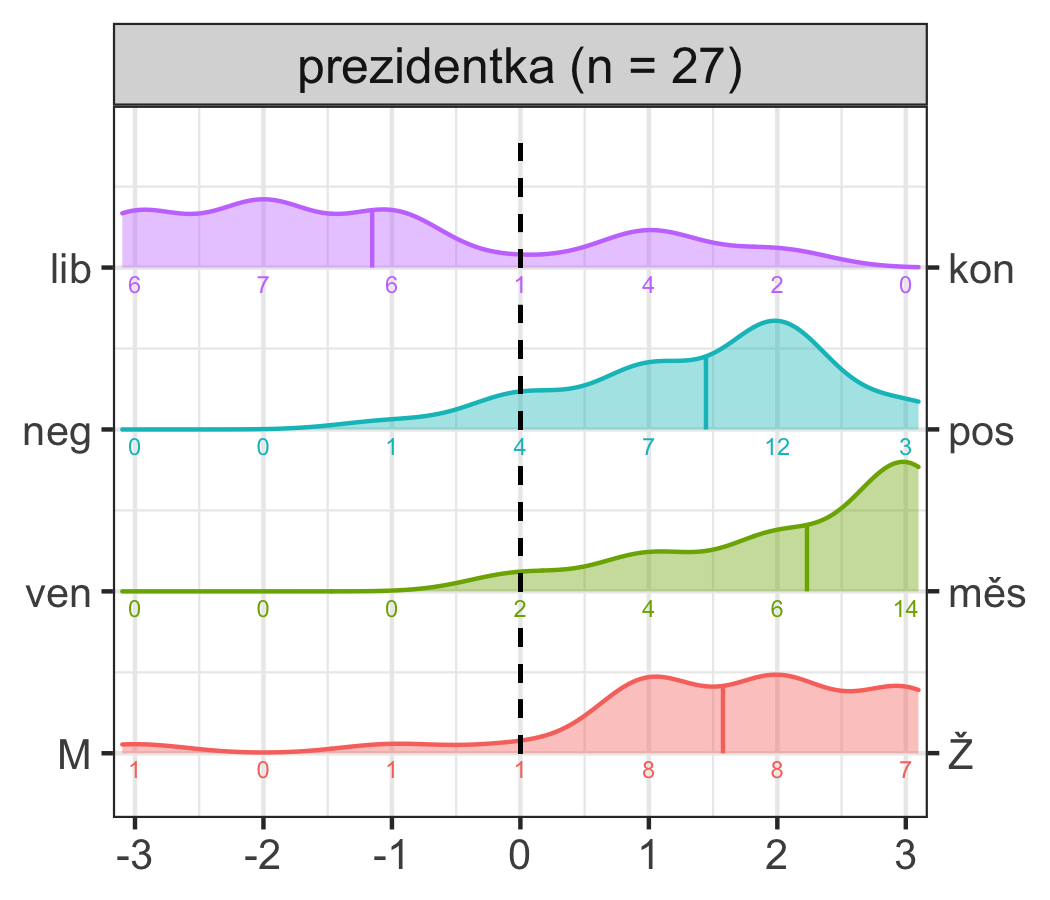 prezidentka (n = 27)
lib kon
6 7 6 1 4 2 0
neg pos
0 0 1 4 7 12 3
ven měs
0 0 0 2 4 6 14
M Ž
1 0 1 1 8 8 7
-3 -2 -1 0 1 2 3